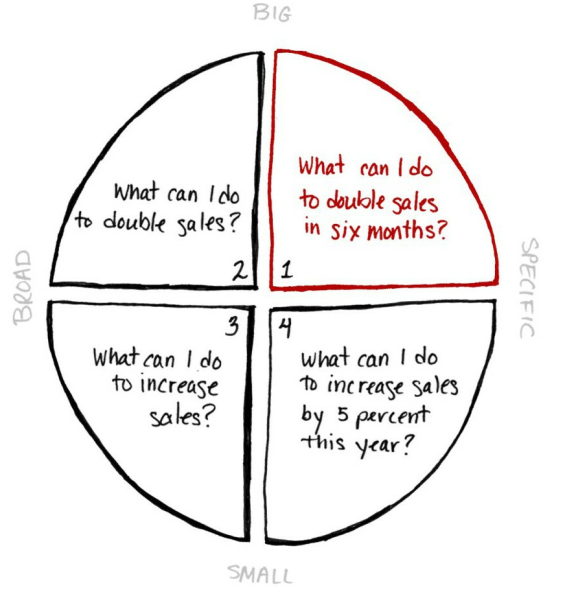 BIG
What can I do
to double sales?
2
What can I do
to double sales
in six months?
1
BROAD
SPECIFIC
3
What can I do
to increase
sales?
4
What can I do
to increase sales
by 5 percent
this year?
SMALL